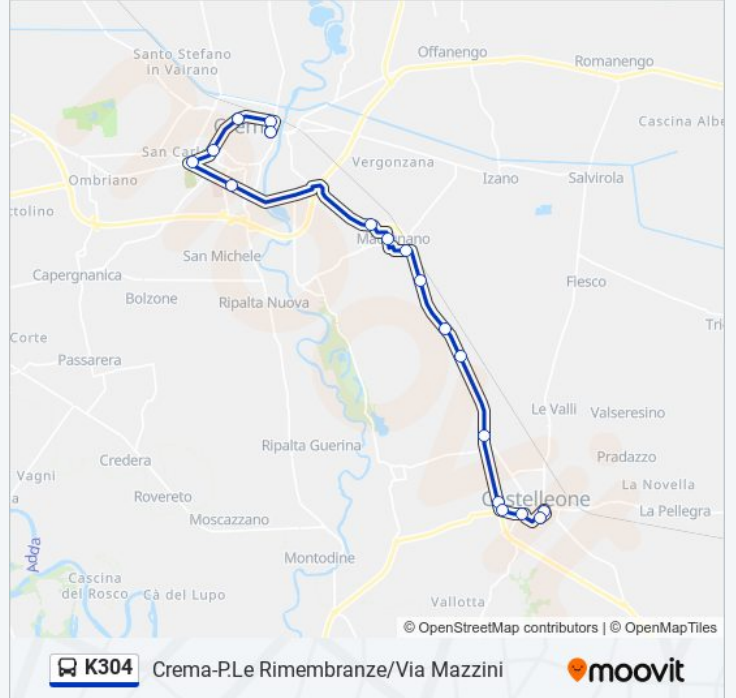 Santo Stefano
in Vairano
Offanengo
Romanengo
Crema
Cascina Albe
San Carlo
Vergonzana
Ombriano
Izano
Salvirola
ctolino
Madignano
San Michele
Capergnanica
Fiesco
Bolzone
Ripalta Nuova
Corte
Tri
Passarera
Le Valli
Valseresino
Ripalta Guerina
Credera
Pradazzo
Vagni
La Novella
a
Rovereto
Castelleone
La Pellegra
Moscazzano
Adda
Montodine
Cascina
del Rosco
Cà del Lupo
Vallotta
© OpenStreetMap contributors | © OpenMapTiles
K304 Crema-P.Le Rimembranze/Via Mazzini
moovit